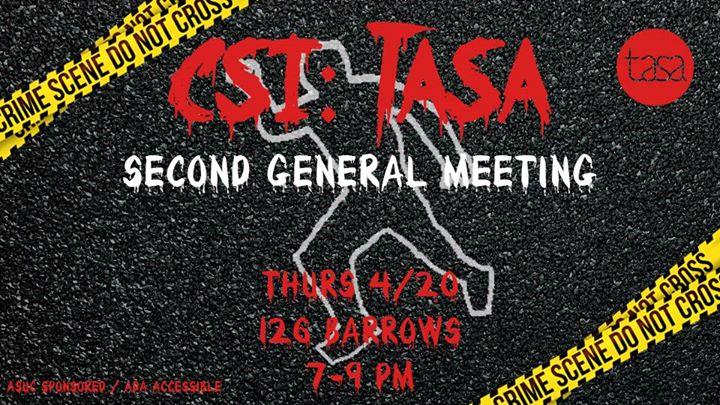 CRIME SCENE DO NOT CROSS
CSI: TASA
tasa
SECOND GENERAL MEETING
THURS 4/20
126 BARROWS
7-9 PM
ASUC SPONSORED / ADA ACCESSIBLE
NOT CROSS
CRIME SCENE DO NOT CROSS